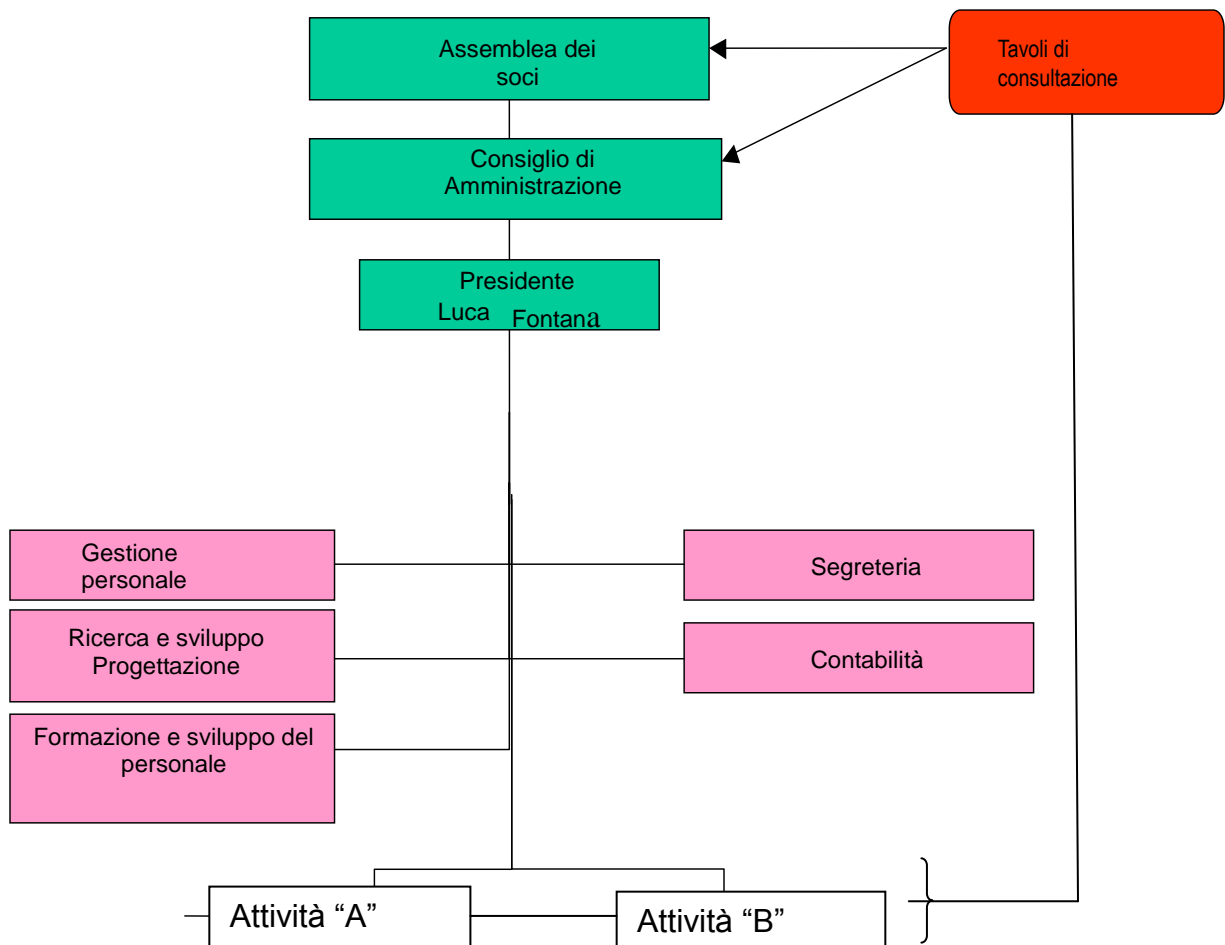 Assemblea dei
soci
Tavoli di
consultazione
Consiglio di
Amministrazione
Presidente
Luca Fontana
Gestione
personale
Segreteria
Ricerca e sviluppo
Progettazione
Contabilità
Formazione e sviluppo del
personale
Attività “A”
Attività “B”